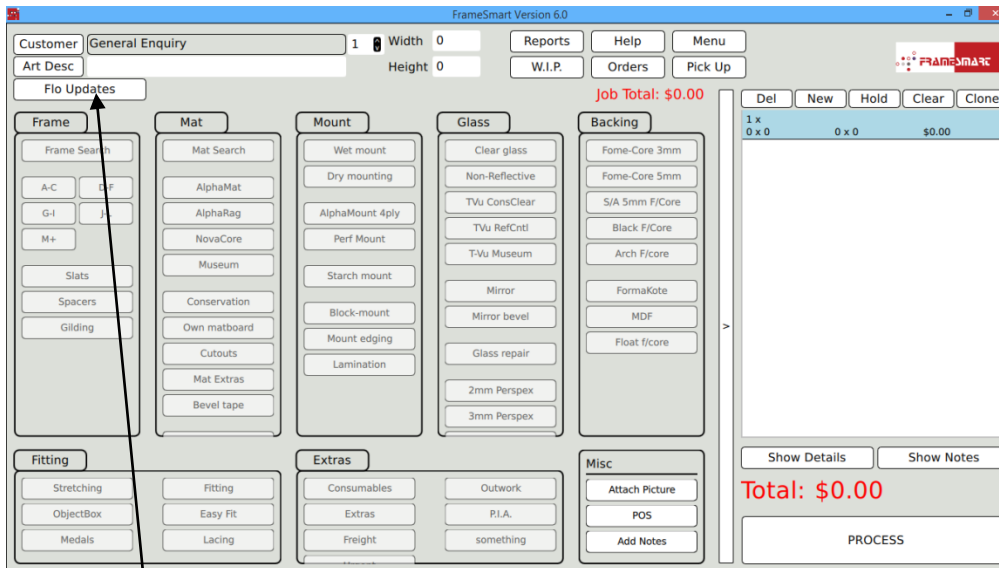 FrameSmart Version 6.0
Customer General Enquiry 1 Width 0 Reports Help Menu
Art Desc Height 0 W.I.P. Orders Pick Up
FRAMESMART
Flo Updates
Job Total: $0.00
Del New Hold Clear Clone
1 x
0 x 0 0 x 0 $0.00
Frame
Frame Search
A-C
G-I
M+
Slats
Spacers
Gilding
Mat
Mat Search
AlphaMat
AlphaRag
NovaCore
Museum
Conservation
Own matboard
Cutouts
Mat Extras
Bevel tape
Mount
Wet mount
Dry mounting
AlphaMount 4ply
Perf Mount
Starch mount
Block-mount
Mount edging
Lamination
Glass
Clear glass
Non-Reflective
TVu ConsClear
TVu RefCntl
T-Vu Museum
Mirror
Mirror bevel
Glass repair
2mm Perspex
3mm Perspex
Backing
Fome-Core 3mm
Fome-Core 5mm
S/A 5mm F/Core
Black F/Core
Arch F/core
FormaKote
MDF
Float f/core
>
Fitting
Stretching Fitting
ObjectBox Easy Fit
Medals Lacing
Extras
Consumables Outwork
Extras P.I.A.
Freight something
Misc
Attach Picture
POS
Add Notes
Show Details Show Notes
Total: $0.00
PROCESS